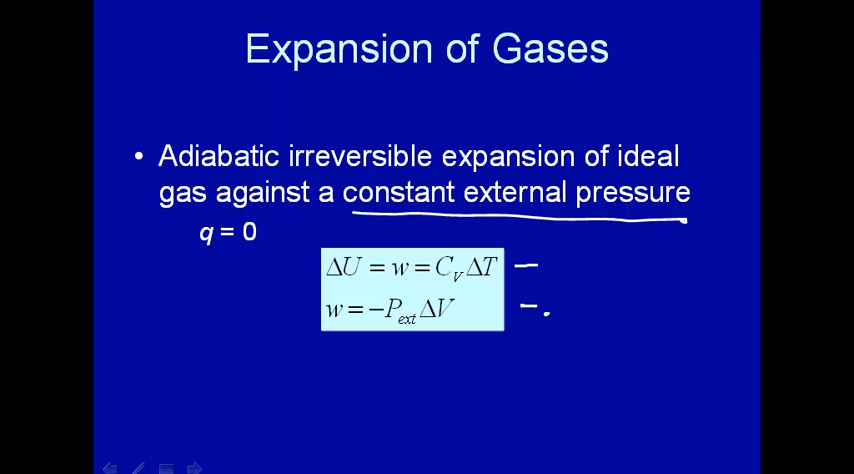 Expansion of Gases
• Adiabatic irreversible expansion of ideal
gas against a constant external pressure
q = 0
ΔU = w = C_V ΔT
w = −P_ext ΔV